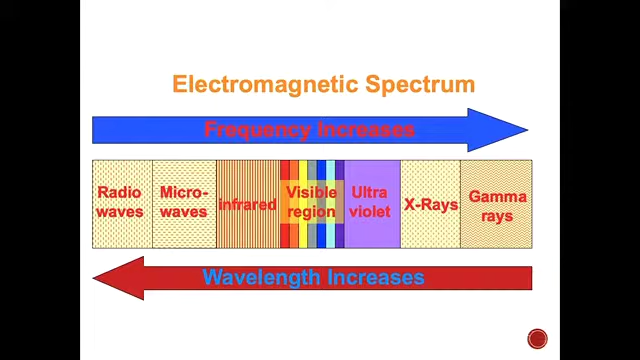 Electromagnetic Spectrum
Frequency Increases
Radio waves
Micro-waves
infrared
Visible region
Ultra violet
X-Rays
Gamma rays
Wavelength Increases